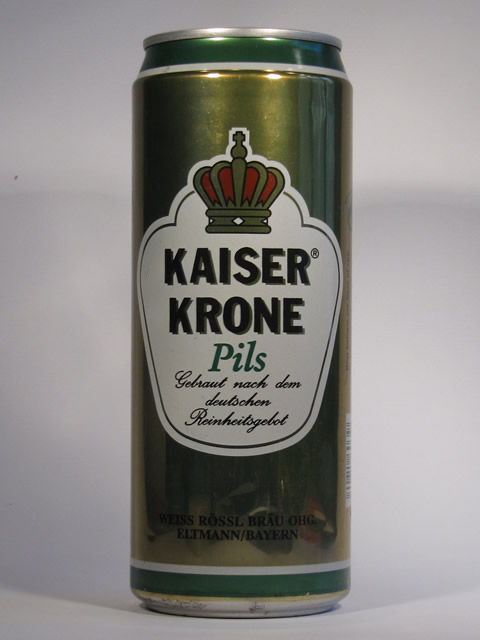 KAISER®
KRONE
Pils
Gebraut nach dem
deutschen
Reinheitsgebot
WEISS RÖSSL BRÄU OHG.
ELTMANN/BAYERN